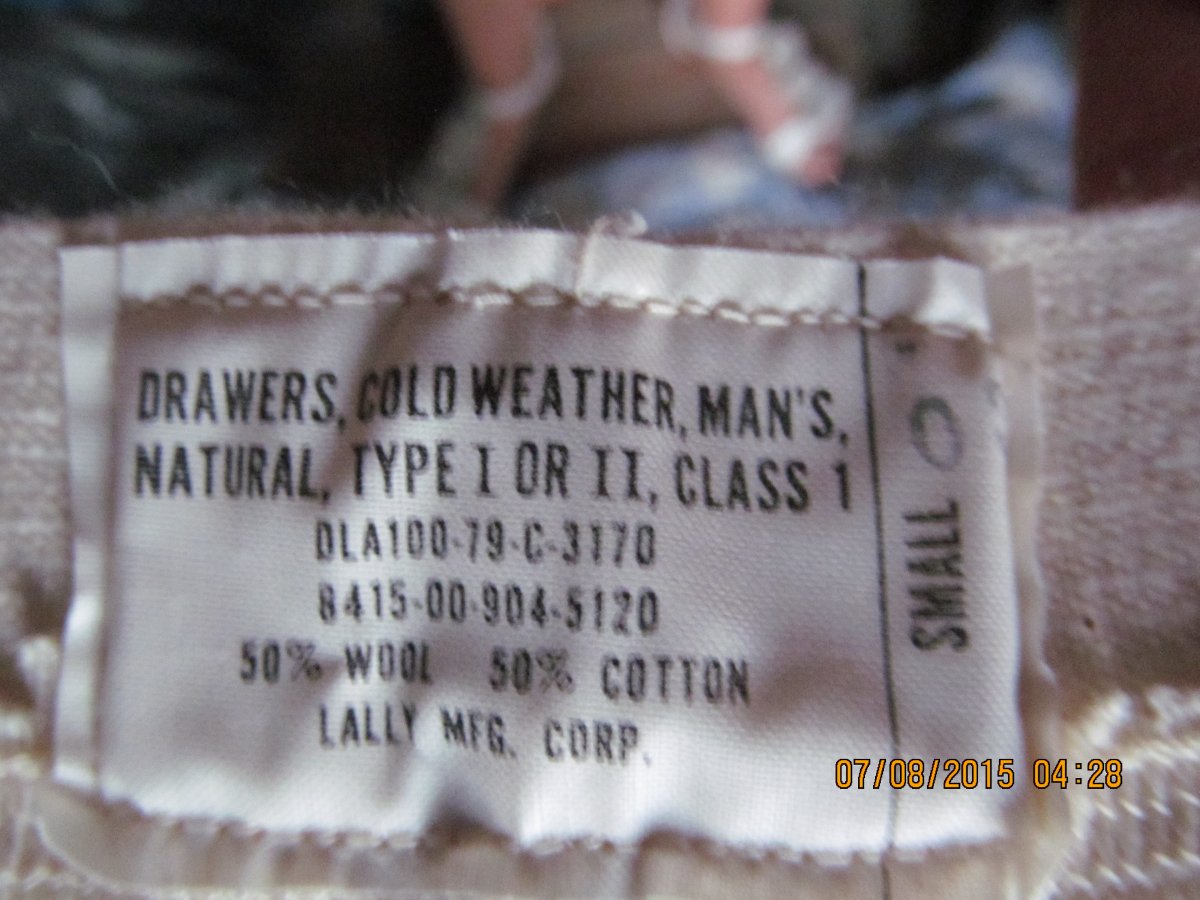 DRAWERS, COLD WEATHER, MAN'S,
NATURAL, TYPE I OR II, CLASS 1
DLA100-79-C-3170
8415-00-904-5120
50% WOOL 50% COTTON
LALLY MFG. CORP.
SMALL
07/08/2015 04:28